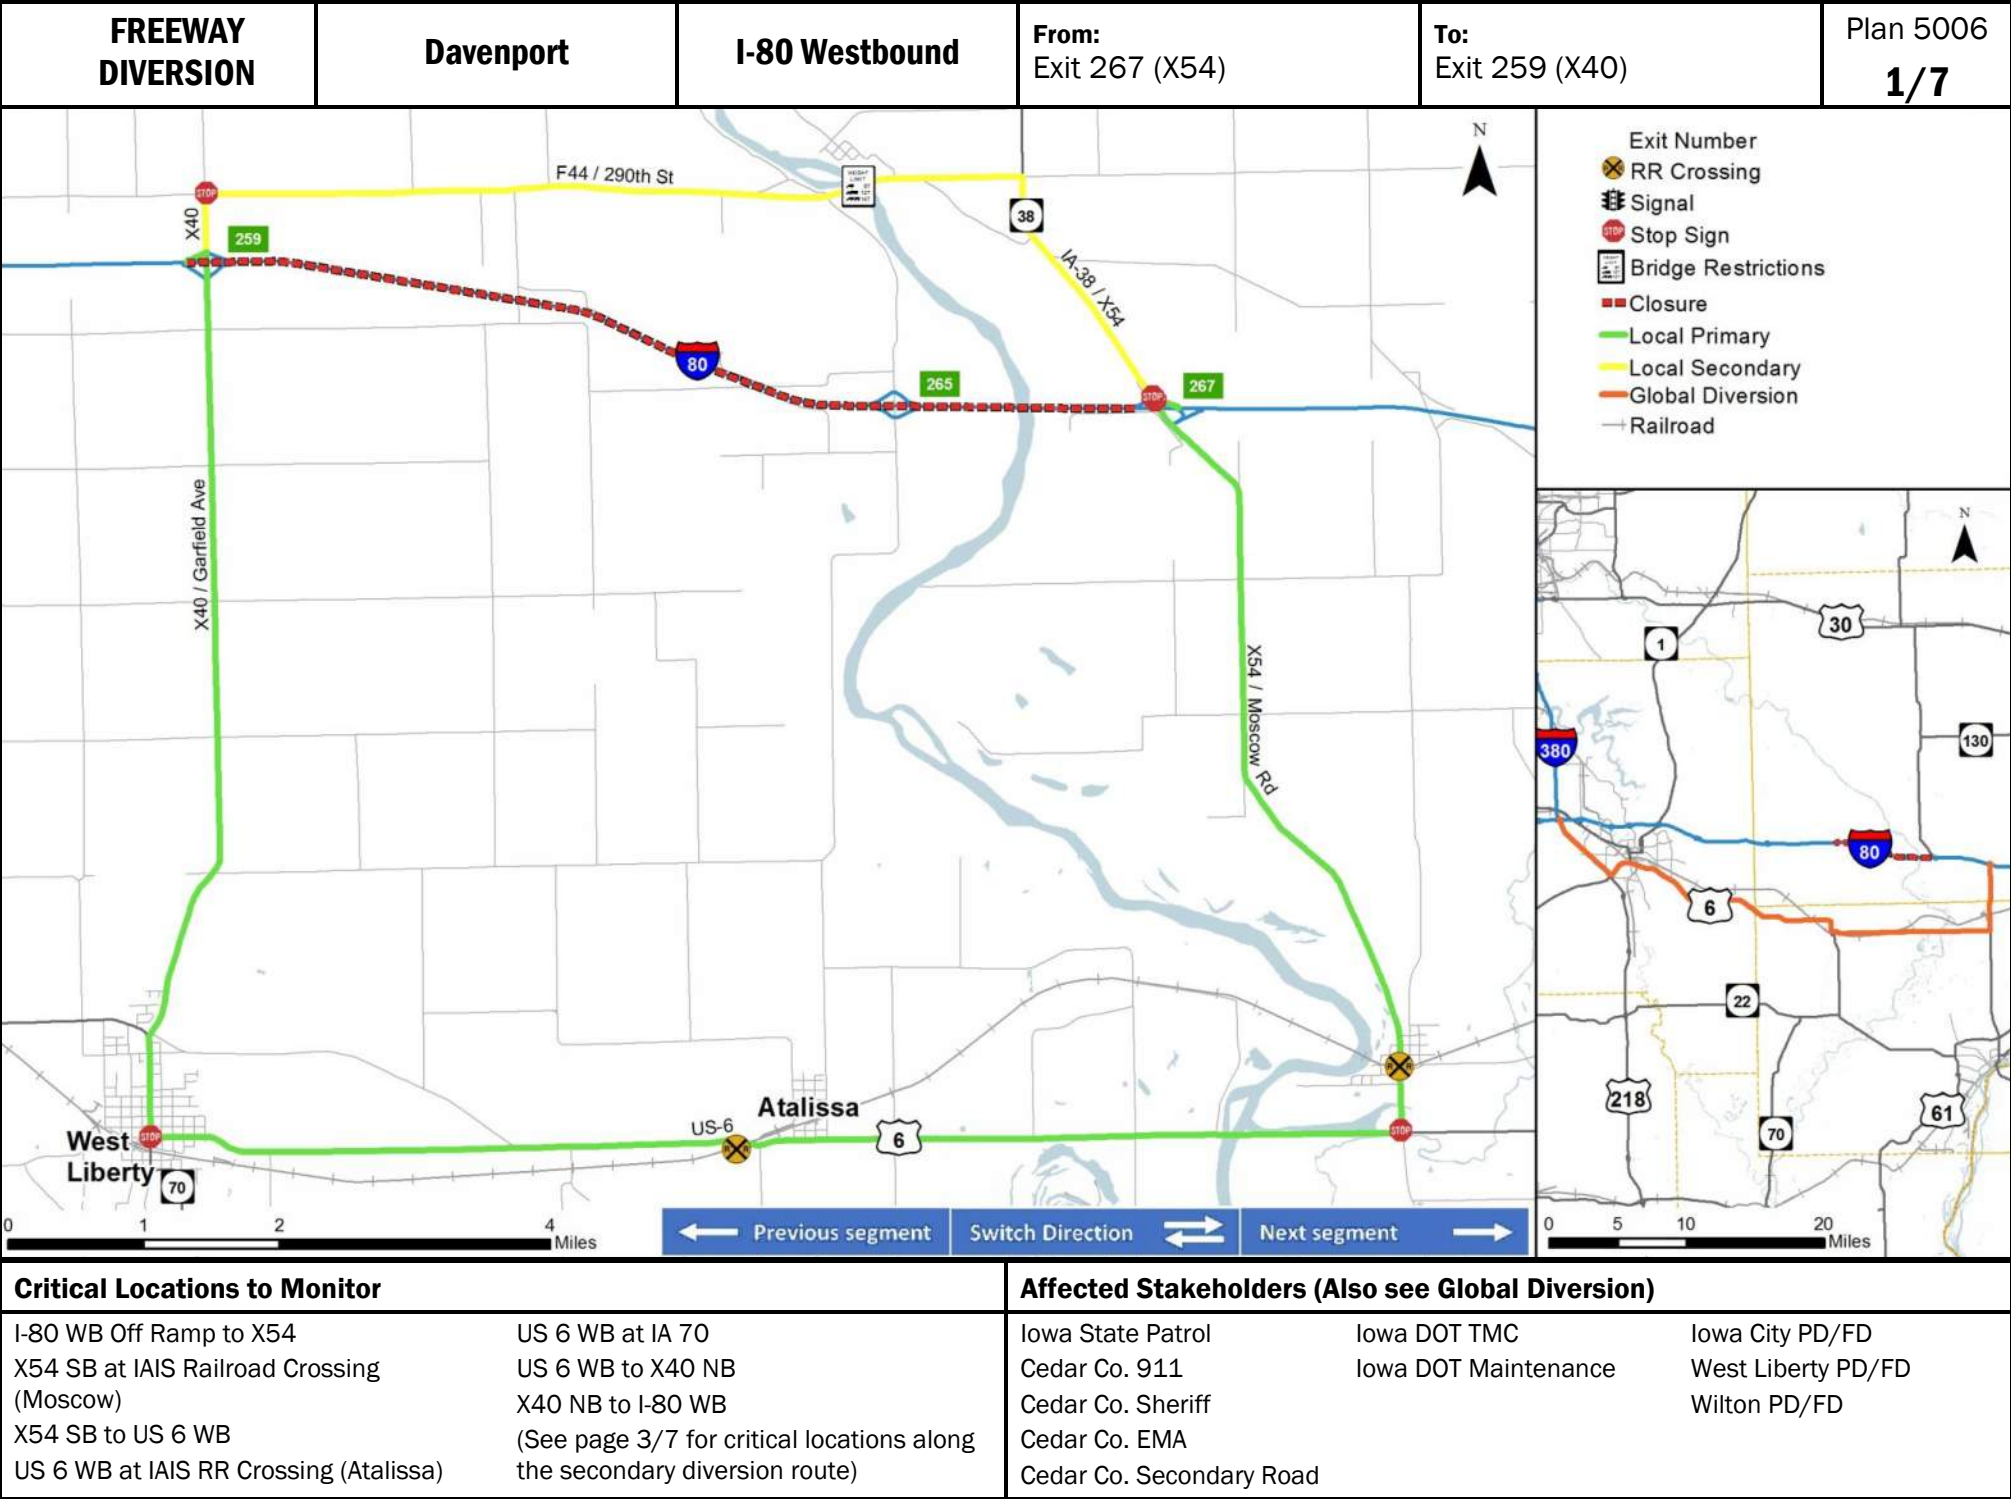 FREEWAY
DIVERSION
Davenport
I-80 Westbound
From:
Exit 267 (X54)
To:
Exit 259 (X40)
Plan 5006
1/7
F44 / 290th St
N
STOP
X40
259
38
IA-38 / X54
80
265
STOP
267
X40 / Garfield Ave
X54 / Moscow Rd
Atalissa
US-6
6
R R
R R
STOP
West
Liberty
STOP
70
0 1 2 4
Miles
Previous segment
Switch Direction
Next segment
Exit Number
RR Crossing
Signal
STOP Stop Sign
Bridge Restrictions
Closure
Local Primary
Local Secondary
Global Diversion
Railroad
N
30
1
130
380
80
6
22
218
61
70
0 5 10 20
Miles
Critical Locations to Monitor
I-80 WB Off Ramp to X54
X54 SB at IAIS Railroad Crossing
(Moscow)
X54 SB to US 6 WB
US 6 WB at IAIS RR Crossing (Atalissa)
US 6 WB at IA 70
US 6 WB to X40 NB
X40 NB to I-80 WB
(See page 3/7 for critical locations along
the secondary diversion route)
Affected Stakeholders (Also see Global Diversion)
Iowa State Patrol
Cedar Co. 911
Cedar Co. Sheriff
Cedar Co. EMA
Cedar Co. Secondary Road
Iowa DOT TMC
Iowa DOT Maintenance
Iowa City PD/FD
West Liberty PD/FD
Wilton PD/FD